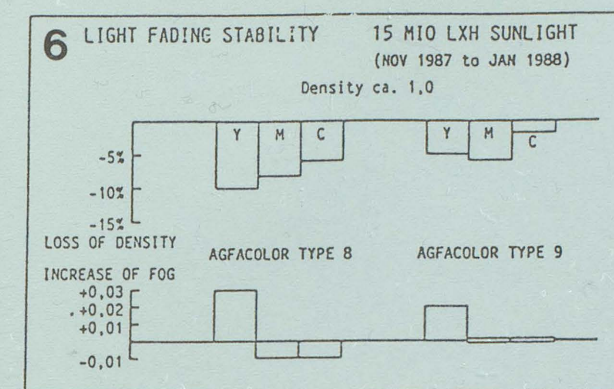 6 LIGHT FADING STABILITY 15 MIO LXH SUNLIGHT
(NOV 1987 to JAN 1988)
Density ca. 1,0
Y M C Y M C
-5%
-10%
-15%
LOSS OF DENSITY
AGFACOLOR TYPE 8 AGFACOLOR TYPE 9
INCREASE OF FOG
+0,03
+0,02
+0,01
-0,01